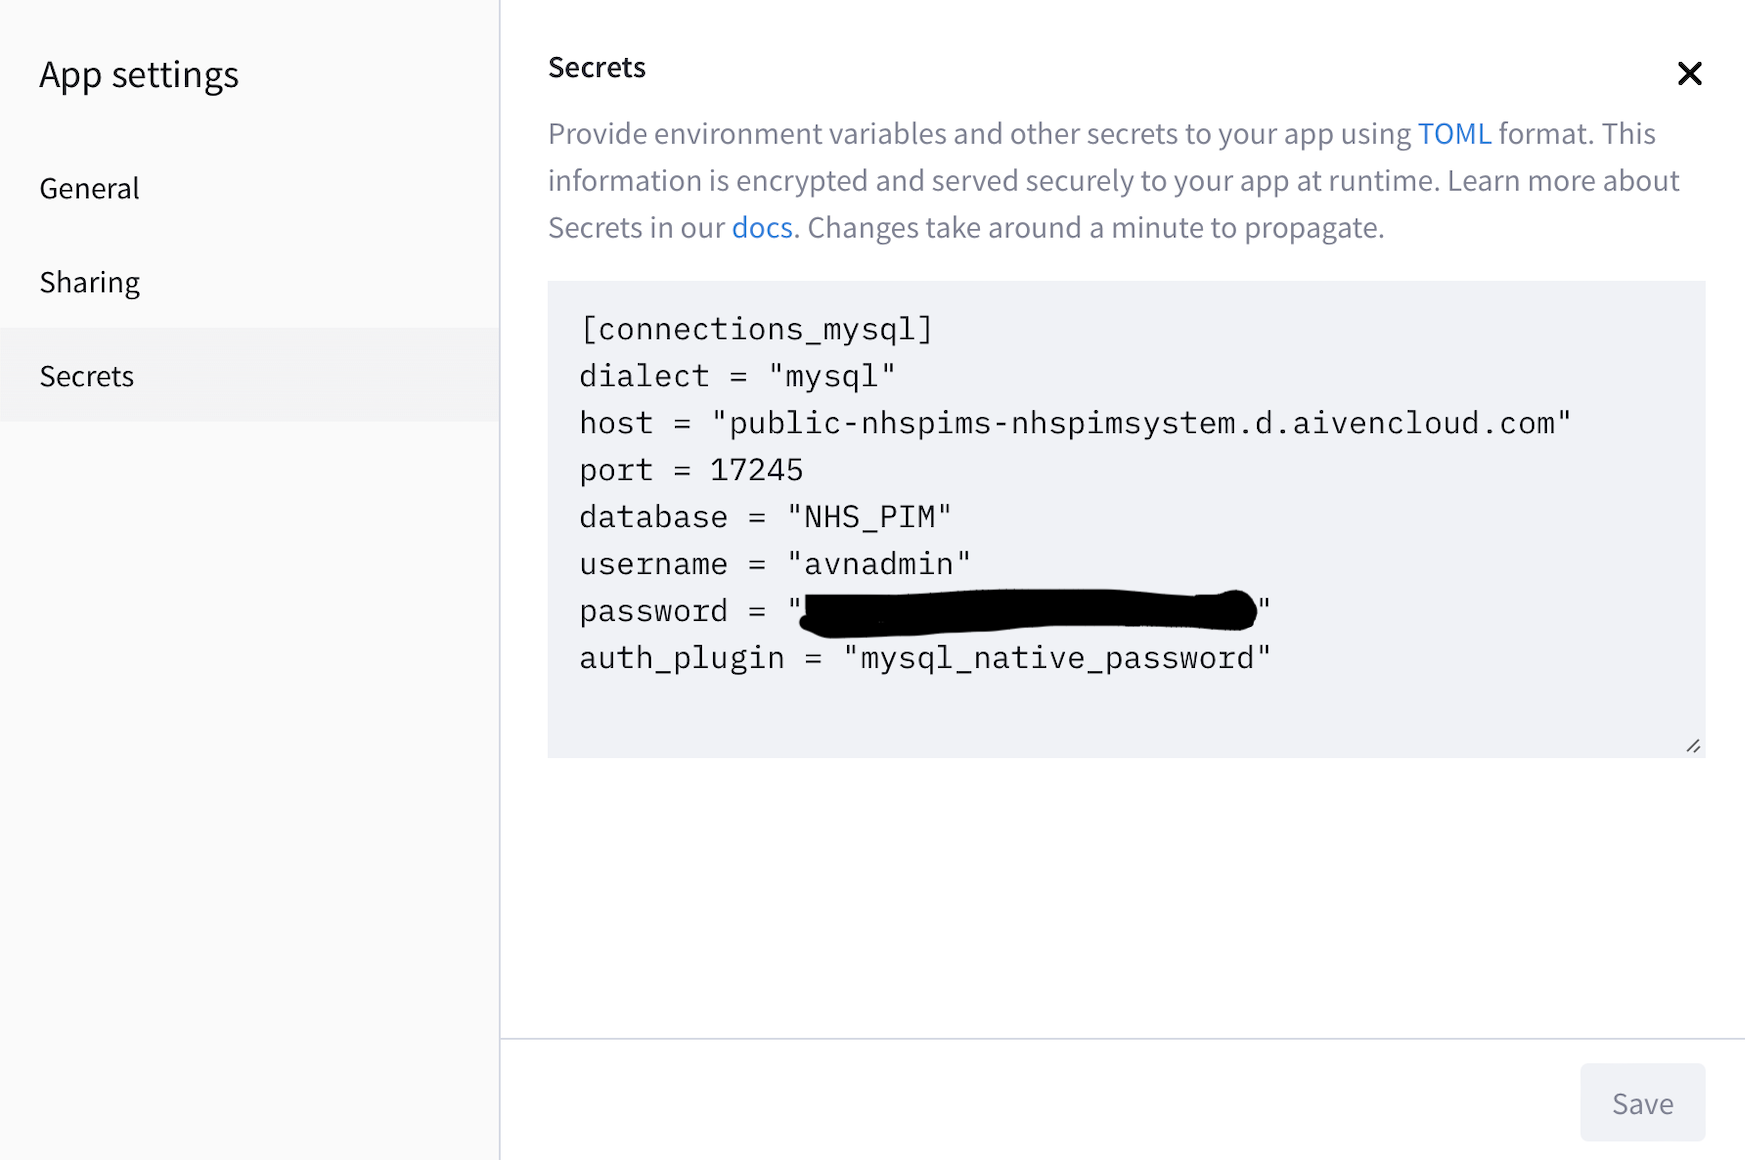 App settings
General
Sharing
Secrets
Secrets
Provide environment variables and other secrets to your app using TOML format. This
information is encrypted and served securely to your app at runtime. Learn more about
Secrets in our docs. Changes take around a minute to propagate.
[connections_mysql]
dialect = "mysql"
host = "public-nhspims-nhspimsystem.d.aivencloud.com"
port = 17245
database = "NHS_PIM"
username = "avnadmin"
password = " "
auth_plugin = "mysql_native_password"
Save